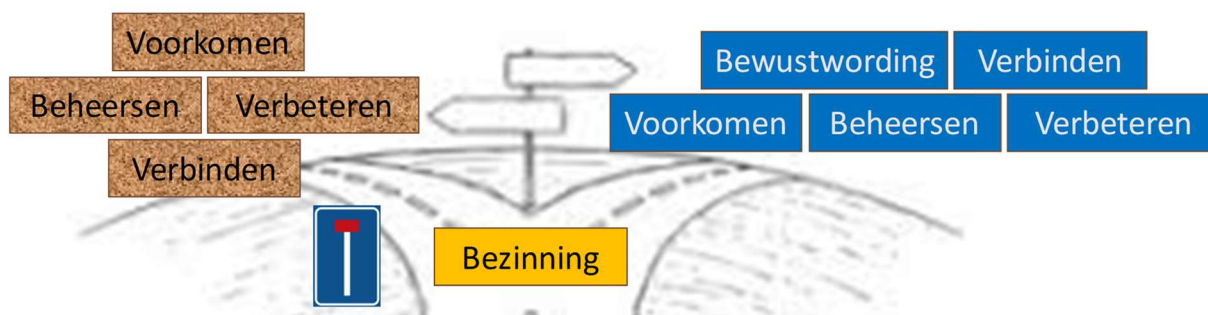 Voorkomen
Beheersen Verbeteren
Verbinden
Bewustwording Verbinden
Voorkomen Beheersen Verbeteren
Bezinning